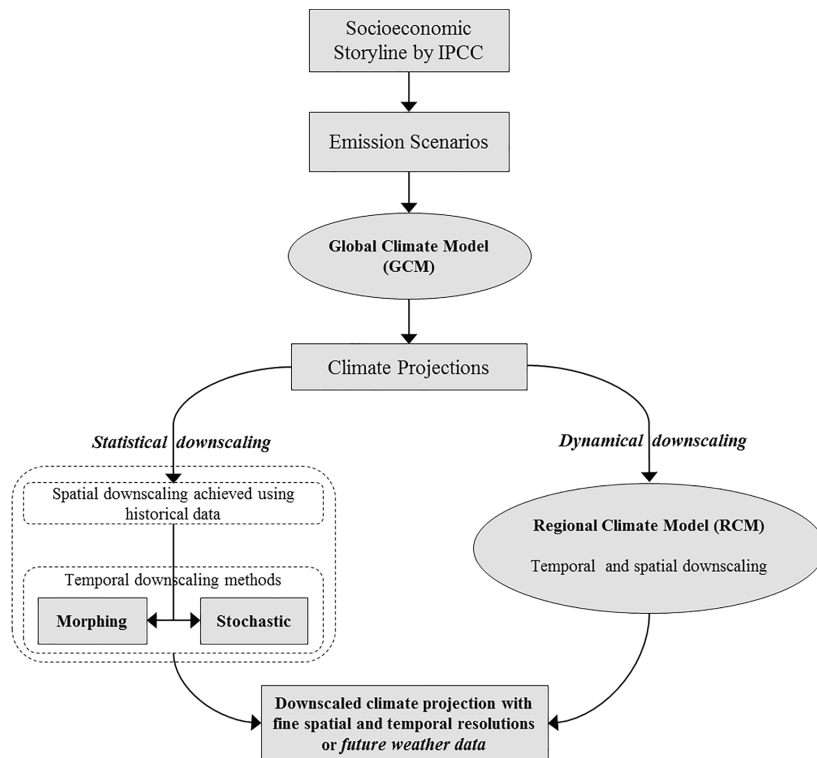 Socioeconomic
Storyline by IPCC
Emission Scenarios
Global Climate Model
(GCM)
Climate Projections
Statistical downscaling
Dynamical downscaling
Spatial downscaling achieved using
historical data
Temporal downscaling methods
Morphing
Stochastic
Regional Climate Model (RCM)
Temporal and spatial downscaling
Downscaled climate projection with
fine spatial and temporal resolutions
or future weather data